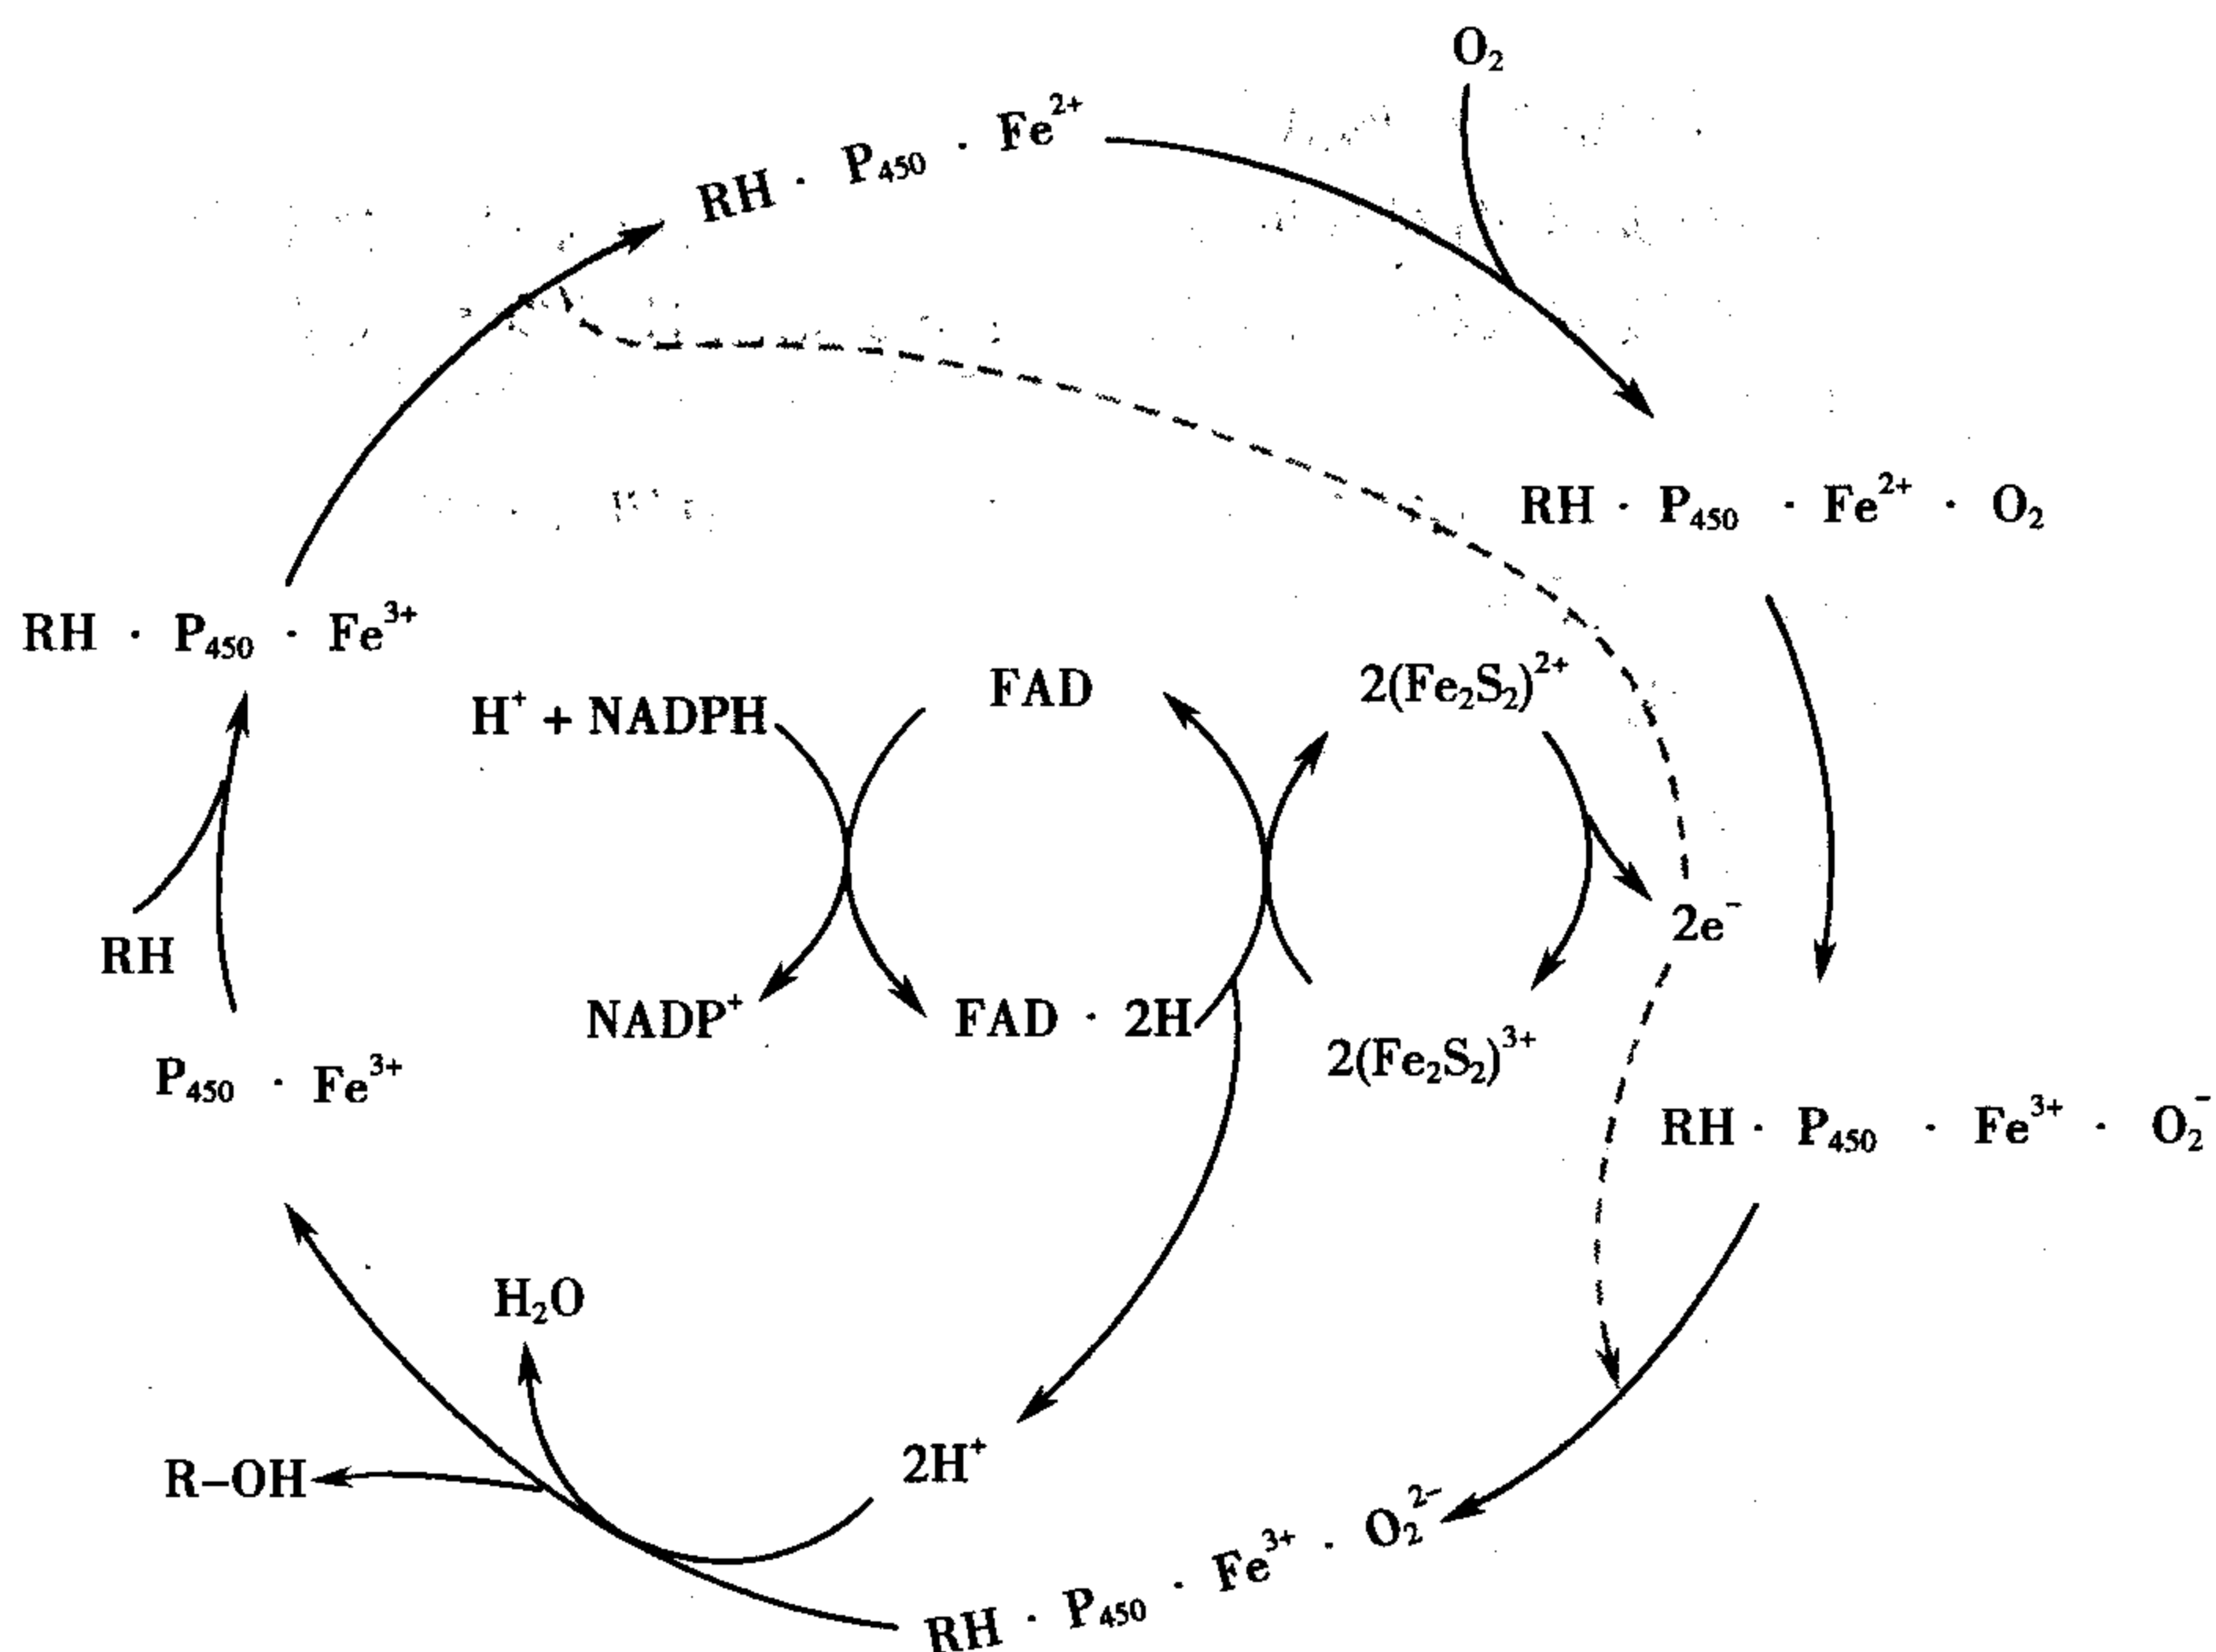 O₂
RH · P₄₅₀ · Fe²⁺
RH · P₄₅₀ · Fe²⁺ · O₂
RH · P₄₅₀ · Fe³⁺
H⁺ + NADPH
FAD
2(Fe₂S₂)²⁺
2e⁻
RH
NADP⁺
FAD · 2H
2(Fe₂S₂)³⁺
P₄₅₀ · Fe³⁺
RH · P₄₅₀ · Fe³⁺ · O₂⁻
H₂O
R–OH
2H⁺
RH · P₄₅₀ · Fe³⁺ · O₂²⁻